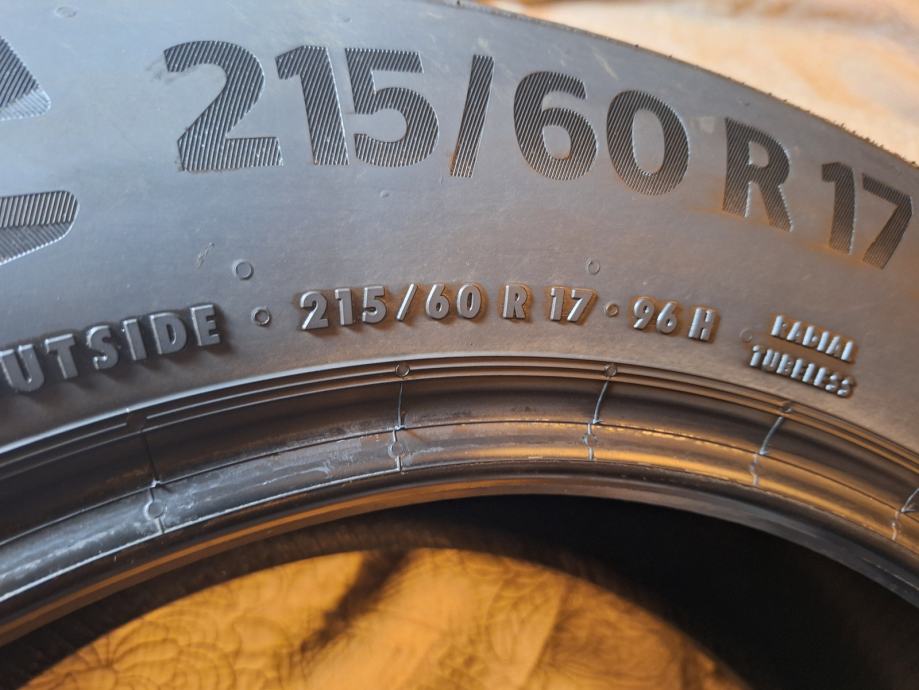 215/60 R 17
UTSIDE 215/60 R 17 96 H
RADIAL
TUBELESS